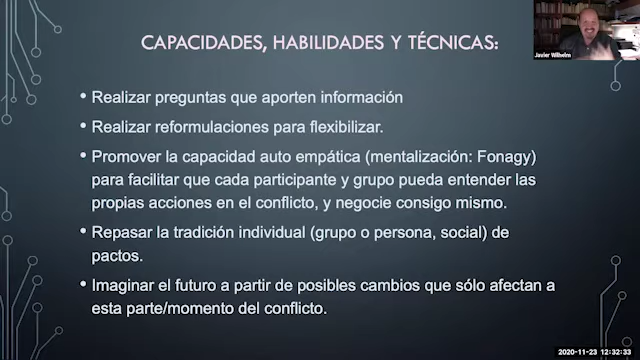 CAPACIDADES, HABILIDADES Y TÉCNICAS:
Javier Wilhelm
• Realizar preguntas que aporten información
• Realizar reformulaciones para flexibilizar.
• Promover la capacidad auto empática (mentalización: Fonagy)
para facilitar que cada participante y grupo pueda entender las
propias acciones en el conflicto, y negocie consigo mismo.
• Repasar la tradición individual (grupo o persona, social) de
pactos.
• Imaginar el futuro a partir de posibles cambios que sólo afectan a
esta parte/momento del conflicto.
2020-11-23 12:32:33